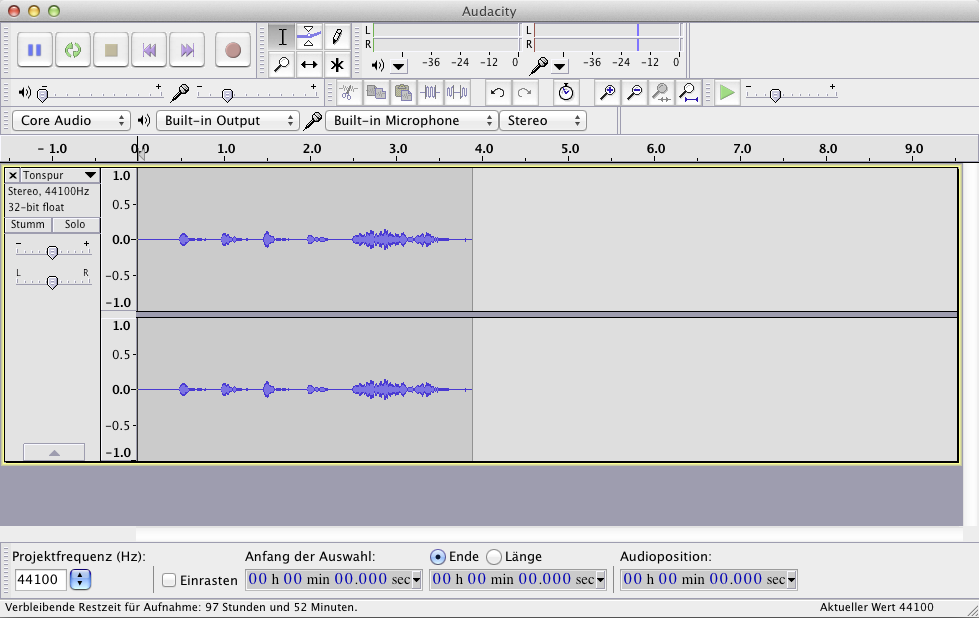 Audacity
L
R
-36 -24 -12 0
L
R
-36 -24 -12 0
- +
- +
- +
Core Audio
Built-in Output
Built-in Microphone
Stereo
- 1.0 0.0 1.0 2.0 3.0 4.0 5.0 6.0 7.0 8.0 9.0
Tonspur
Stereo, 44100Hz
32-bit float
Stumm Solo
- +
L R
1.0
0.5-
0.0-
-0.5-
-1.0
1.0
0.5-
0.0-
-0.5-
-1.0
Projektfrequenz (Hz): Anfang der Auswahl: Ende Länge Audioposition:
44100 Einrasten 00 h 00 min 00.000 sec 00 h 00 min 00.000 sec 00 h 00 min 00.000 sec
Verbleibende Restzeit für Aufnahme: 97 Stunden und 52 Minuten. Aktueller Wert 44100